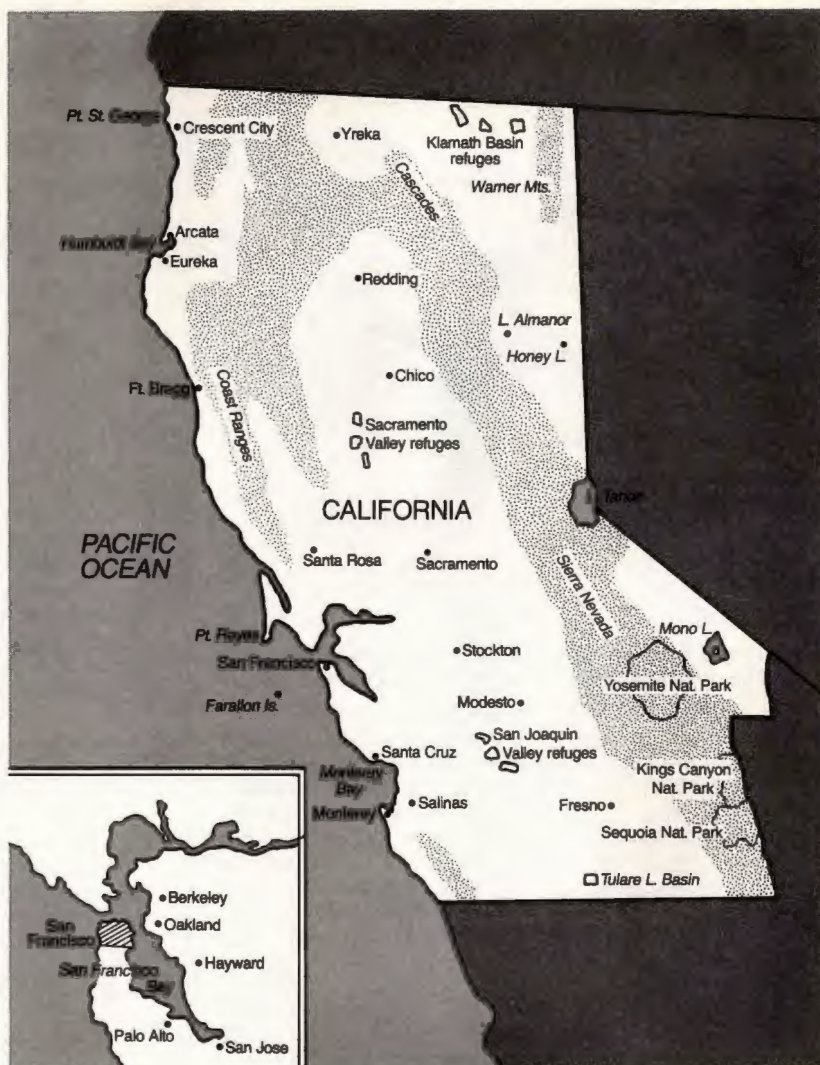 Pt. St. George
Crescent City
Yreka
Klamath Basin
refuges
Cascades
Warner Mts.
Humboldt Bay
Arcata
Eureka
Redding
L. Almanor
Honey L.
Chico
Ft. Bragg
Coast Ranges
Sacramento
Valley refuges
Tahoe
CALIFORNIA
PACIFIC
OCEAN
Santa Rosa
Sacramento
Sierra Nevada
Mono L.
Pt. Reyes
San Francisco
Stockton
Yosemite Nat. Park
Farallon Is.
Modesto
San Joaquin
Valley refuges
Santa Cruz
Monterey
Bay
Kings Canyon
Nat. Park
Monterey
Salinas
Fresno
Sequoia Nat. Park
Tulare L. Basin
Berkeley
Oakland
San
Francisco
Hayward
San Francisco
Bay
Palo Alto
San Jose